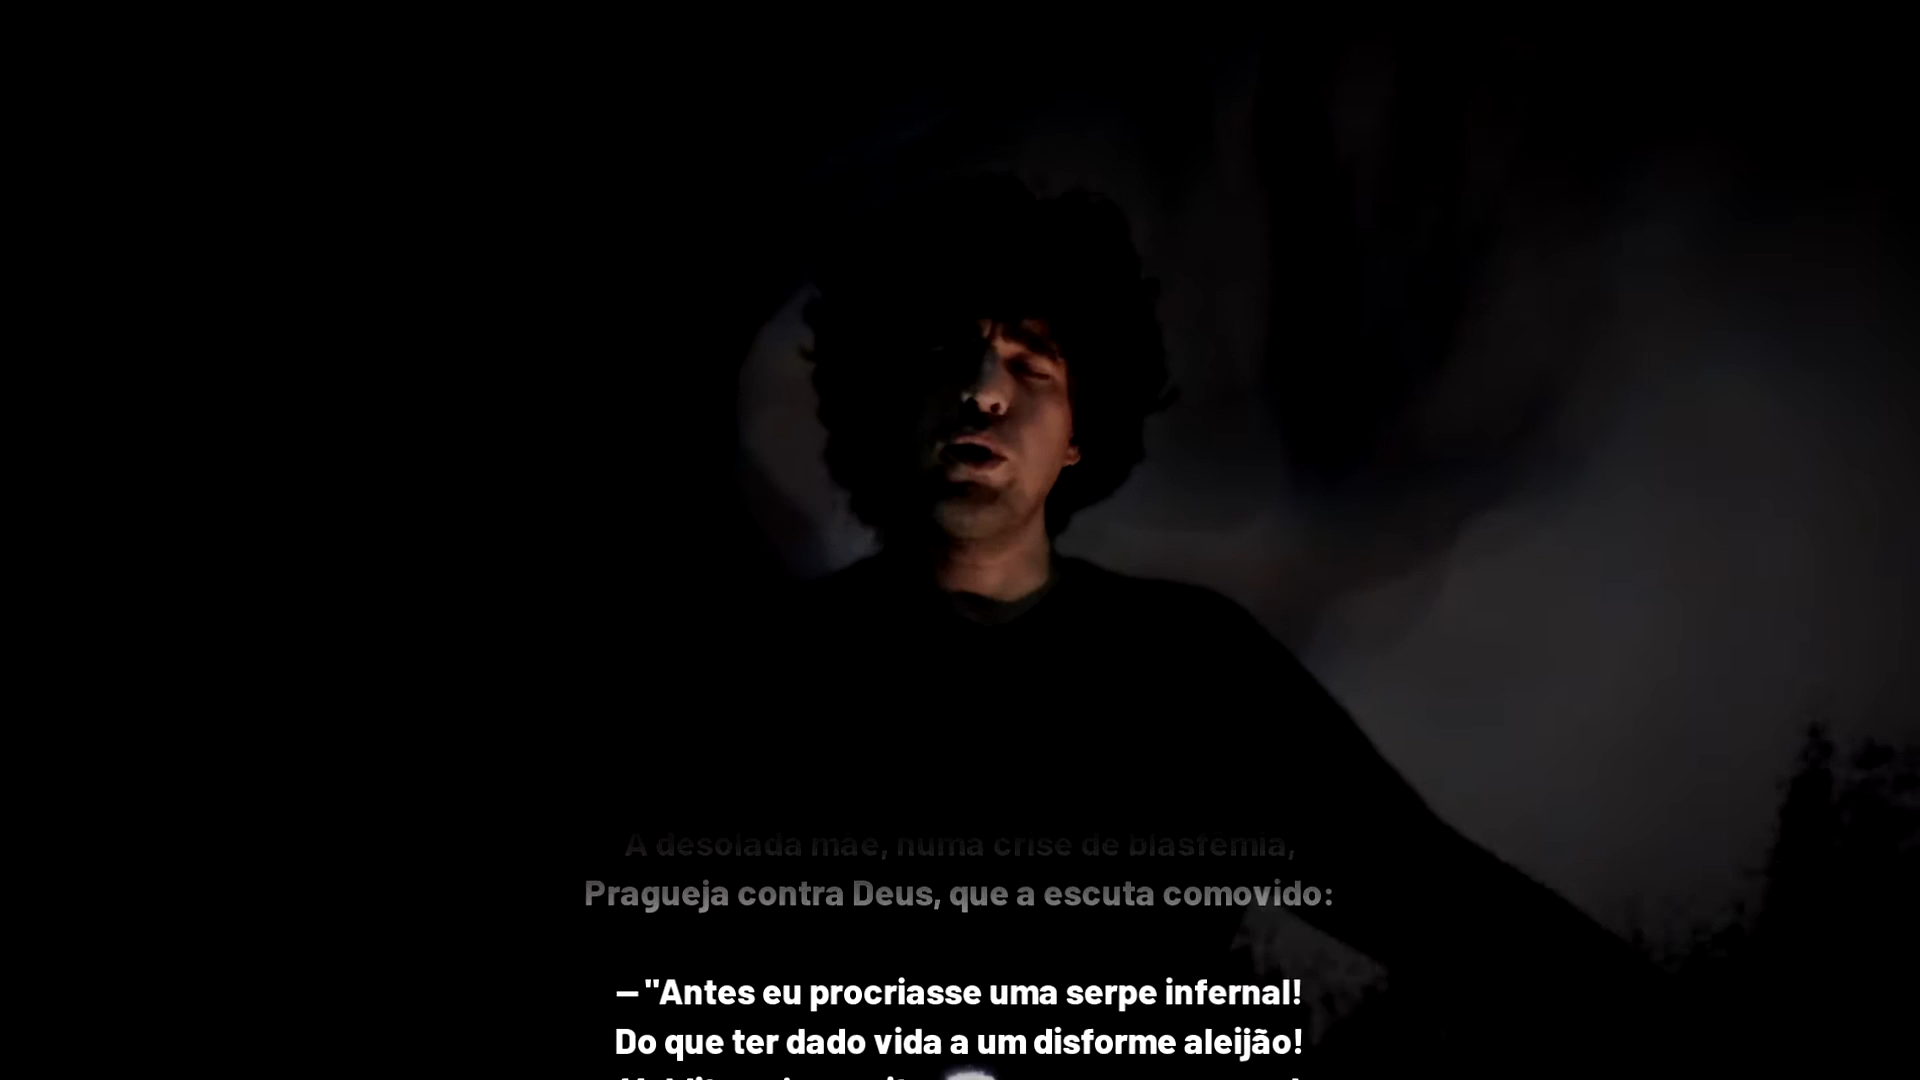 A desolada mãe, numa crise de blasfêmia,
Pragueja contra Deus, que a escuta comovido:
– "Antes eu procriasse uma serpe infernal!
Do que ter dado vida a um disforme aleijão!